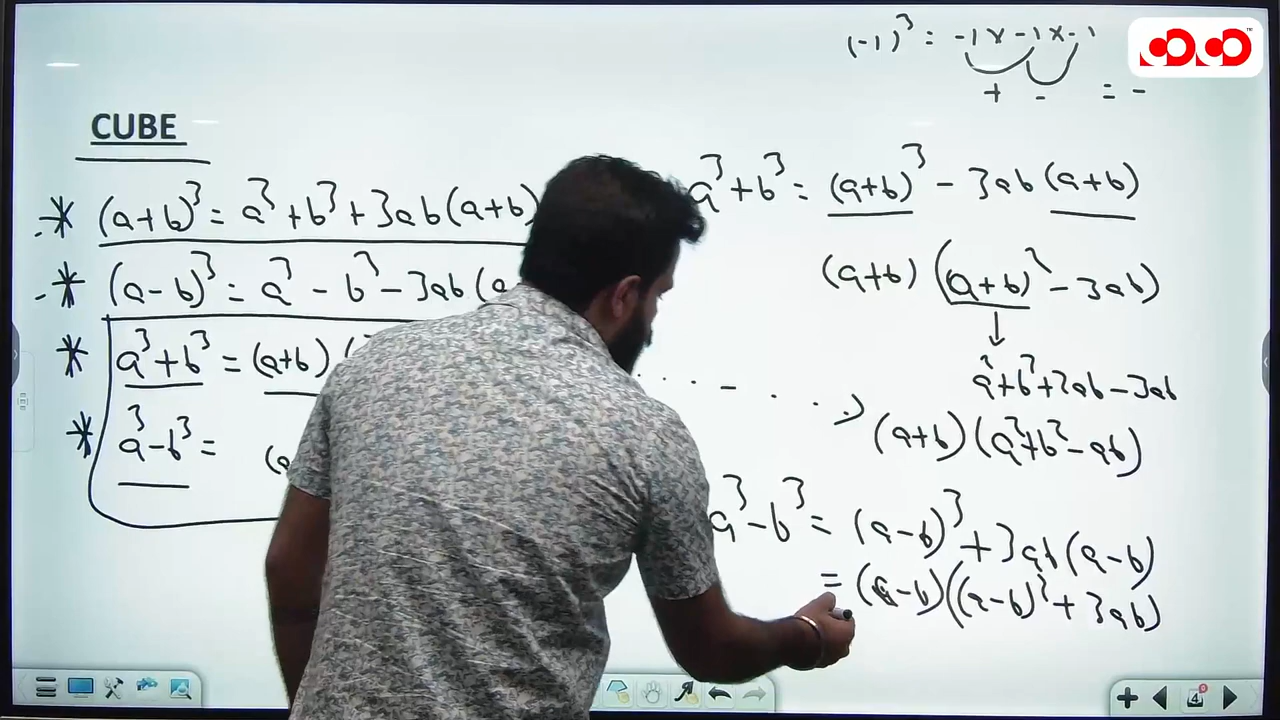 (-1)³ = -1 x -1 x -1
+ - = -
CUBE
* (a+b)³ = a³+b³+3ab(a+b)
* (a-b)³ = a³ - b³ - 3ab (a
* a³+b³ = (a+b) (
* a³-b³ = (a
a³+b³ = (a+b)³ - 3ab (a+b)
(a+b) ((a+b)² - 3ab)
a²+b²+2ab-3ab
(a+b) (a²+b²-ab)
a³-b³ = (a-b)³ + 3ab(a-b)
= (a-b)((a-b)² + 3ab)
4